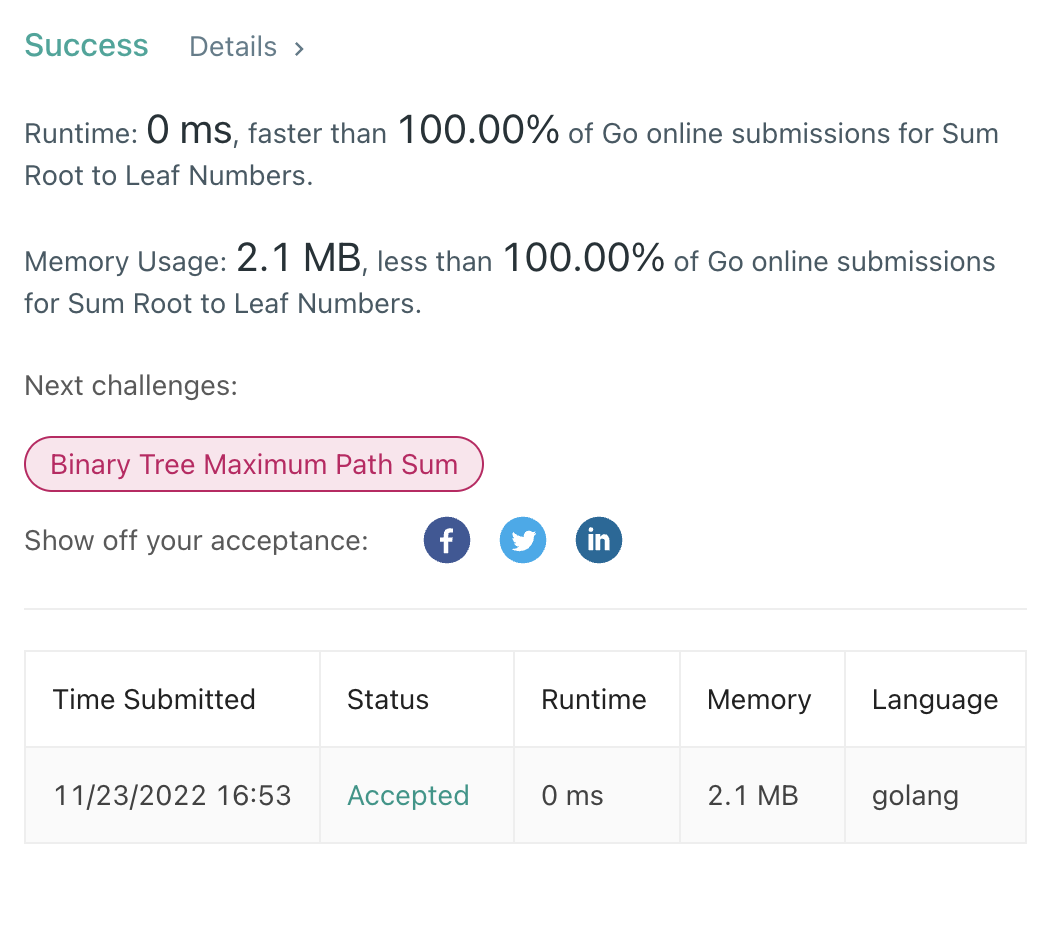 Success Details >
Runtime: 0 ms, faster than 100.00% of Go online submissions for Sum
Root to Leaf Numbers.
Memory Usage: 2.1 MB, less than 100.00% of Go online submissions
for Sum Root to Leaf Numbers.
Next challenges:
Binary Tree Maximum Path Sum
Show off your acceptance: f in
Time Submitted Status Runtime Memory Language
11/23/2022 16:53 Accepted 0 ms 2.1 MB golang